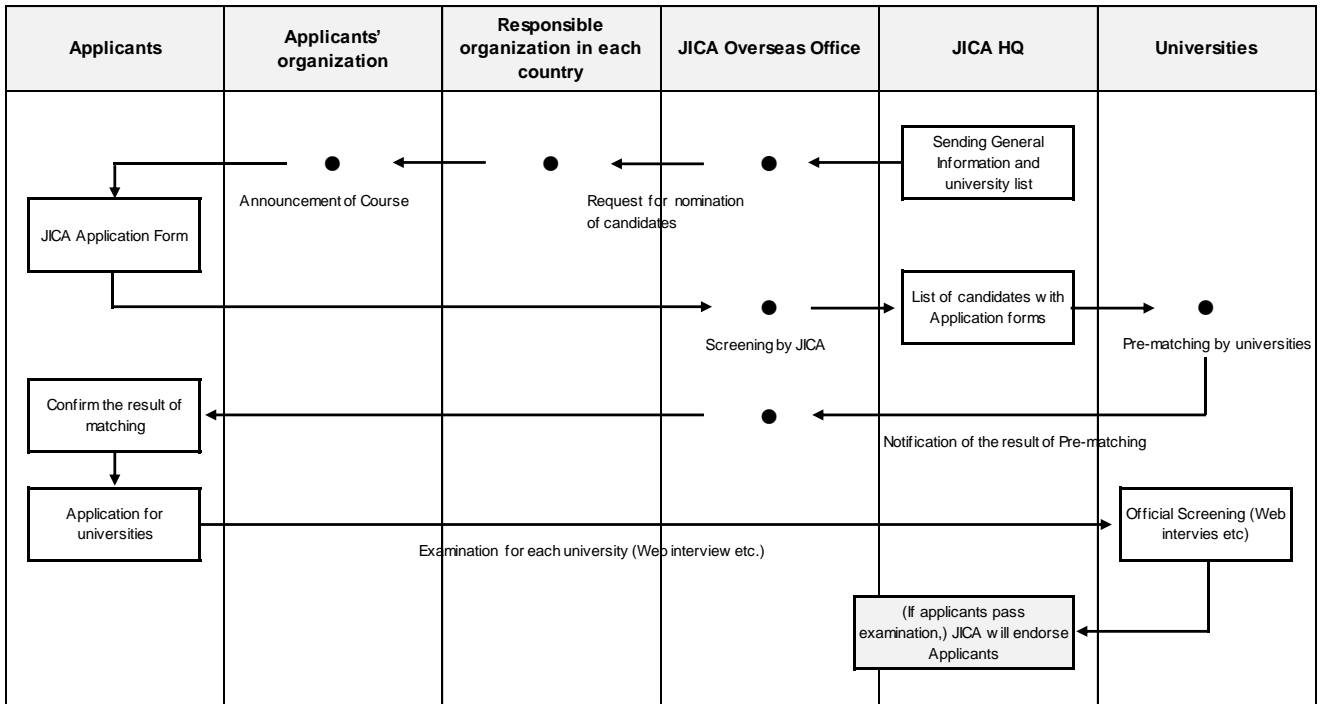 Applicants
Applicants'
organization
Responsible
organization in each
country
JICA Overseas Office
JICA HQ
Universities
Sending General
Information and
university list
Announcement of Course
Request for nomination
of candidates
JICA Application Form
List of candidates with
Application forms
Screening by JICA
Pre-matching by universities
Confirm the result of
matching
Notification of the result of Pre-matching
Application for
universities
Official Screening (Web
intervies etc)
Examination for each university (Web interview etc.)
(If applicants pass
examination,) JICA will endorse
Applicants